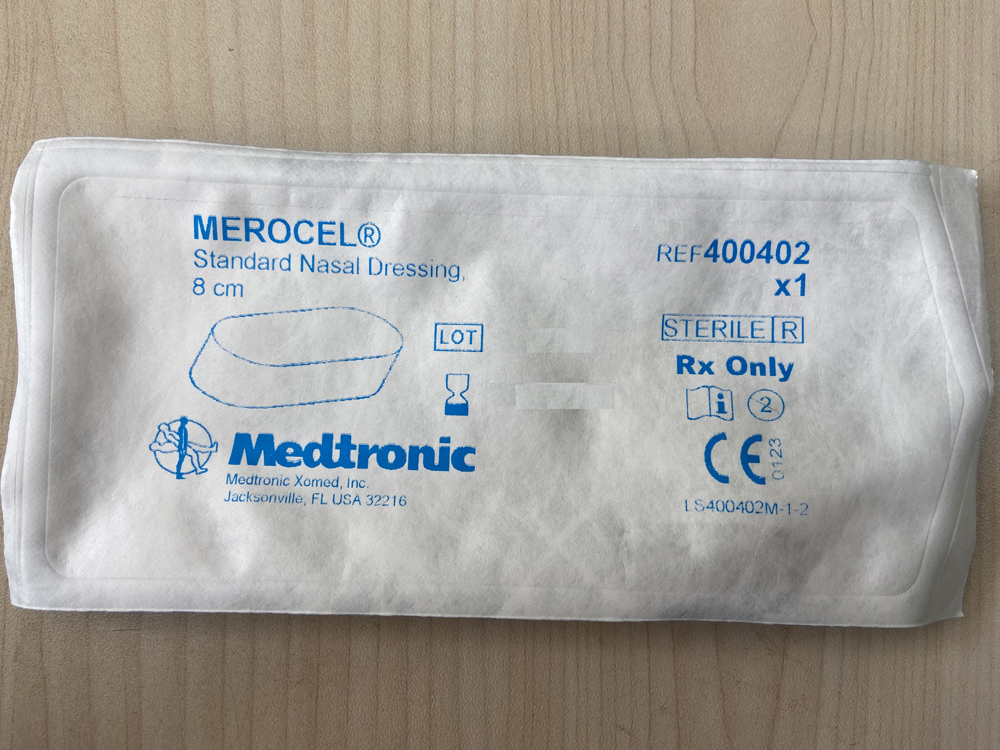 MEROCEL®
Standard Nasal Dressing,
8 cm
LOT
Medtronic
Medtronic Xomed, Inc.
Jacksonville, FL USA 32216
REF400402
x1
STERILE R
Rx Only
i 2
CE 0123
LS400402M-1-2